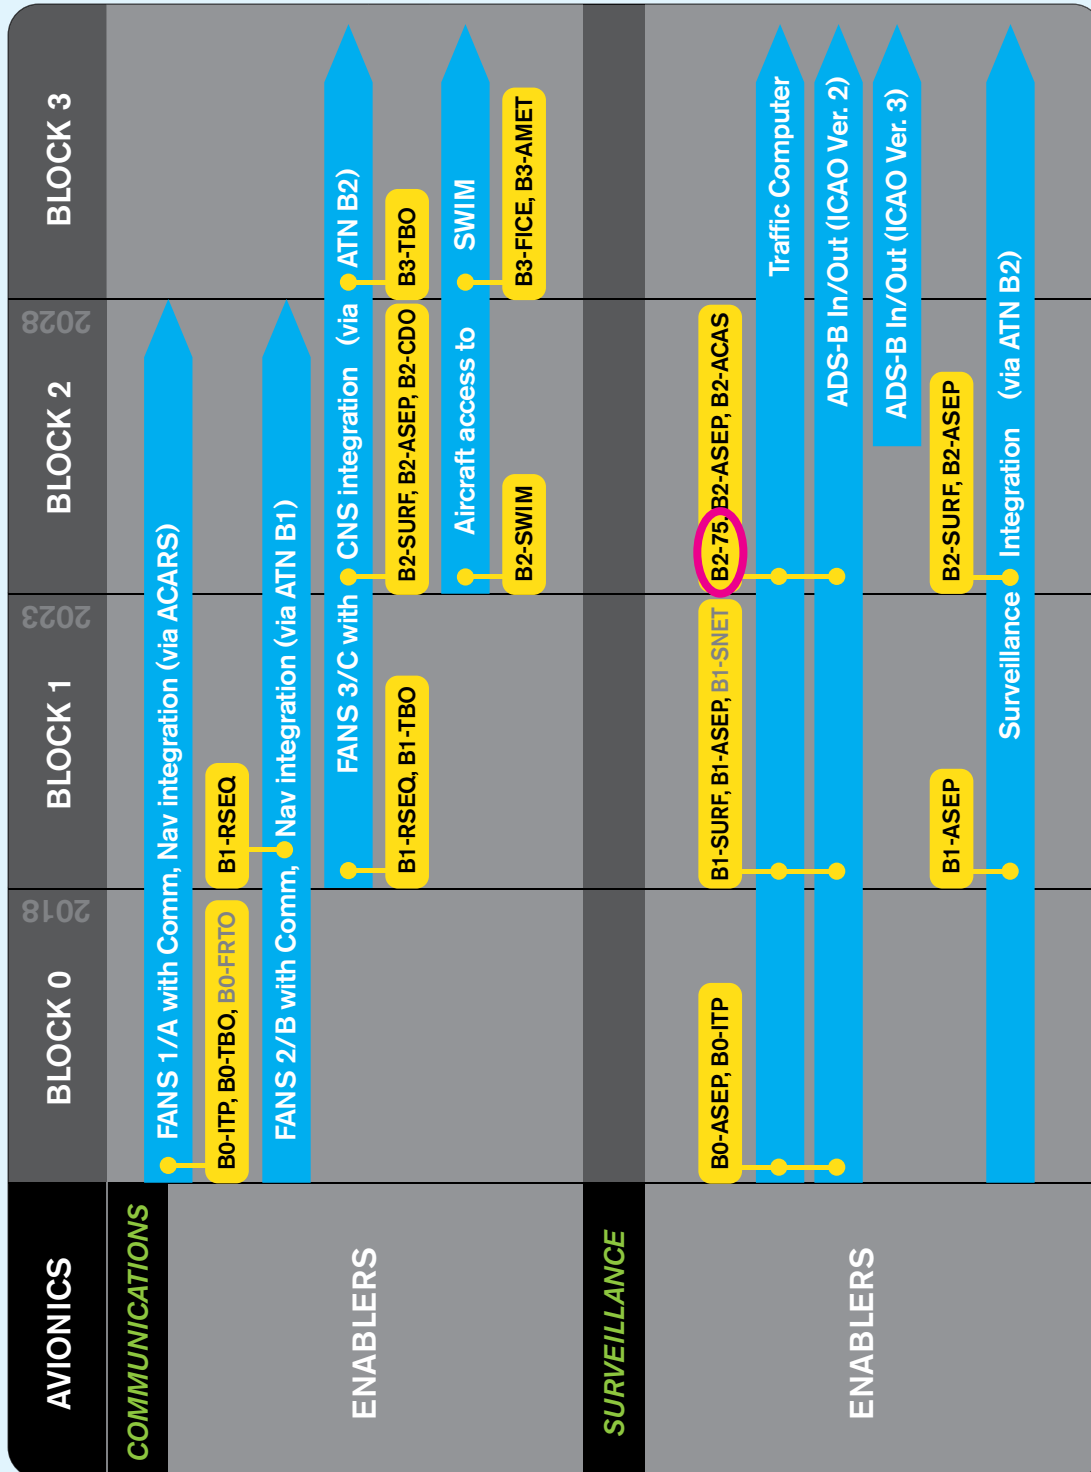 AVIONICS
BLOCK 0
2018
BLOCK 1
2023
BLOCK 2
2028
BLOCK 3
COMMUNICATIONS
ENABLERS
FANS 1/A with Comm, Nav integration (via ACARS)
B0-ITP, B0-TBO, B0-FRTO
B1-RSEQ
FANS 2/B with Comm, Nav integration (via ATN B1)
FANS 3/C with CNS integration (via ATN B2)
B1-RSEQ, B1-TBO
B2-SURF, B2-ASEP, B2-CDO
B3-TBO
Aircraft access to SWIM
B2-SWIM
B3-FICE, B3-AMET
SURVEILLANCE
ENABLERS
B0-ASEP, B0-ITP
B1-SURF, B1-ASEP, B1-SNET
B2-75, B2-ASEP, B2-ACAS
Traffic Computer
ADS-B In/Out (ICAO Ver. 2)
ADS-B In/Out (ICAO Ver. 3)
B1-ASEP
B2-SURF, B2-ASEP
Surveillance Integration (via ATN B2)